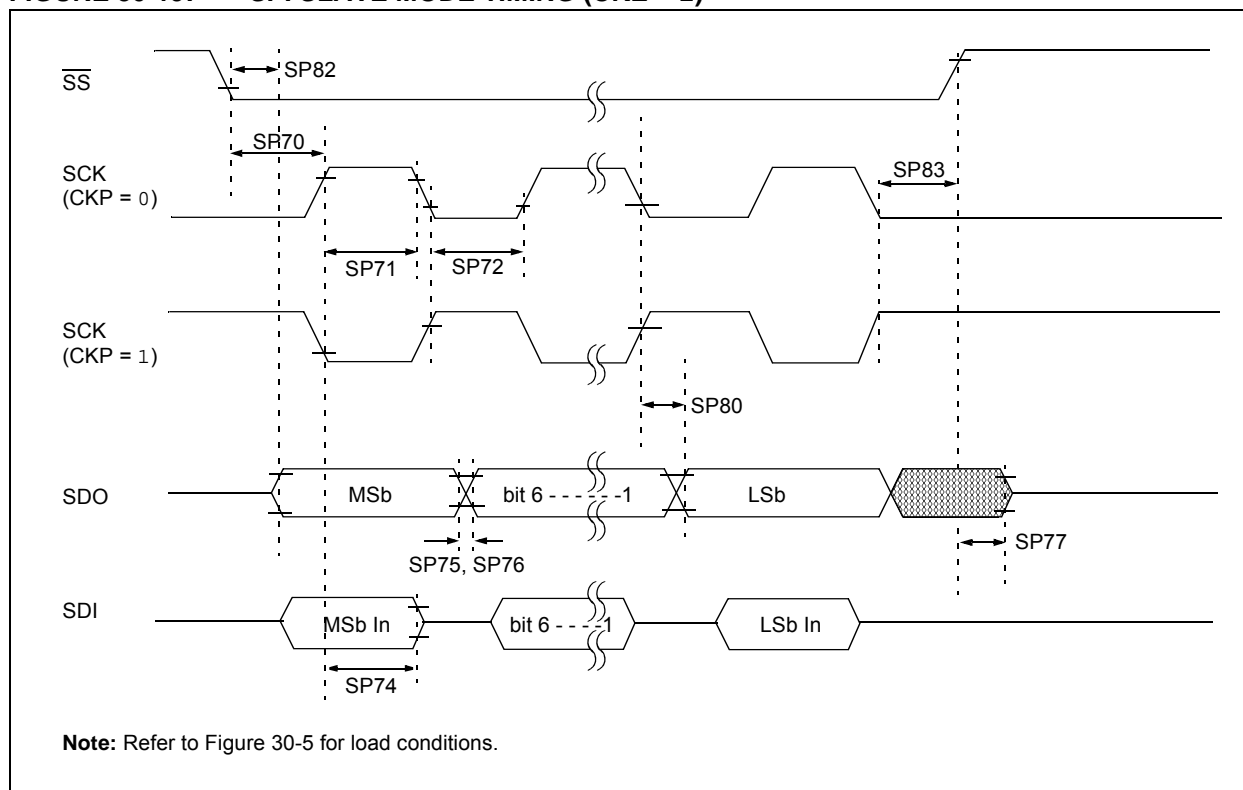 SS
SP82
SP70
SCK
(CKP = 0)
SP83
SP71
SP72
SCK
(CKP = 1)
SP80
SDO
MSb
bit 6 - - - - - -1
LSb
SP77
SP75, SP76
SDI
MSb In
bit 6 - - - -1
LSb In
SP74
Note: Refer to Figure 30-5 for load conditions.